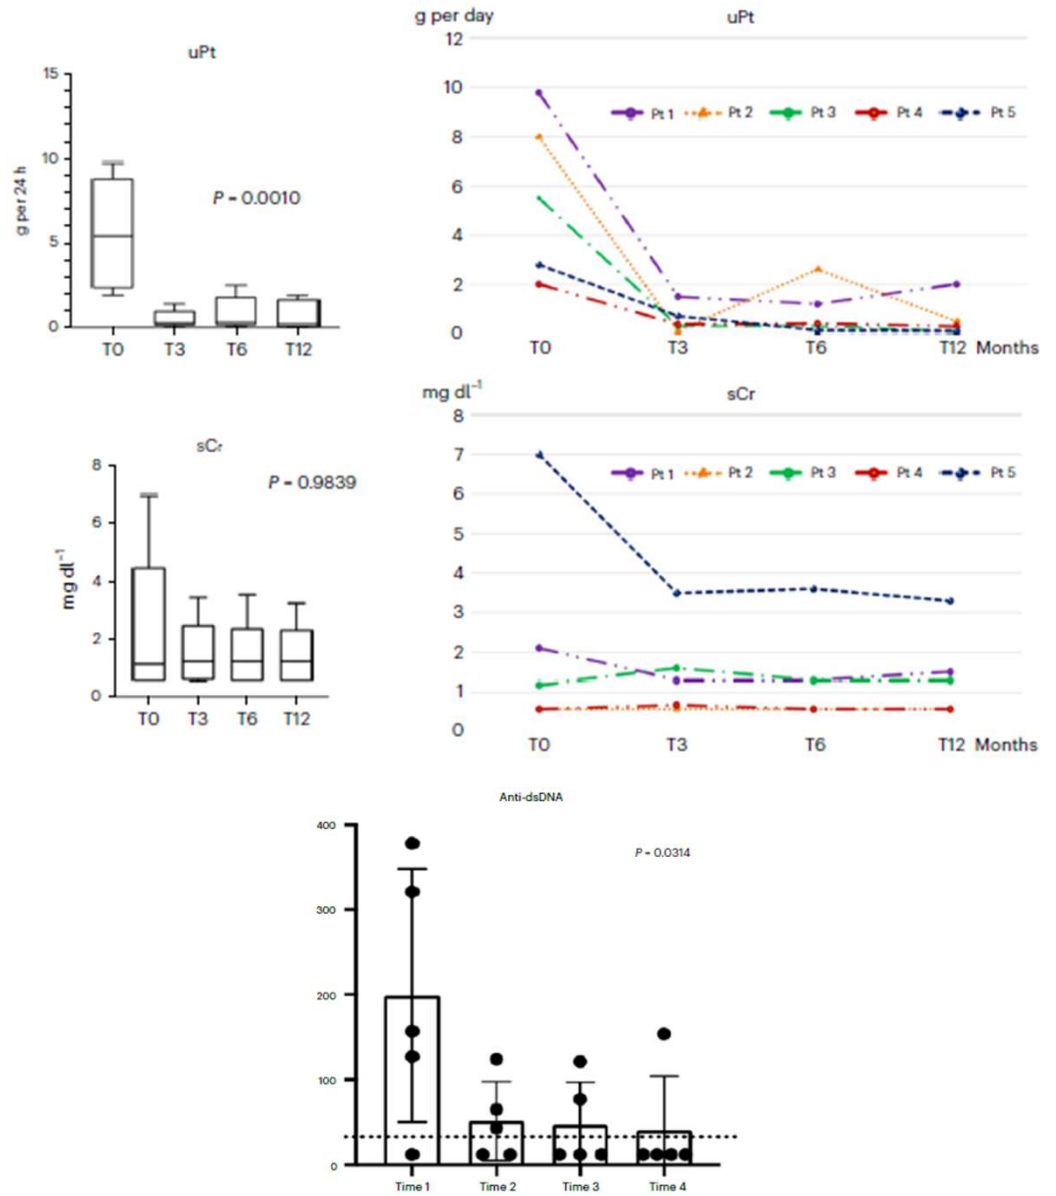 uPt
15
10
5
0
g per 24 h
P = 0.0010
T0 T3 T6 T12
g per day
uPt
12
10
8
6
4
2
0
Pt 1 Pt 2 Pt 3 Pt 4 Pt 5
T0 T3 T6 T12 Months
sCr
8
6
4
2
0
mg dl⁻¹
P = 0.9839
T0 T3 T6 T12
mg dl⁻¹
sCr
8
7
6
5
4
3
2
1
0
Pt 1 Pt 2 Pt 3 Pt 4 Pt 5
T0 T3 T6 T12 Months
Anti-dsDNA
400
300
200
100
0
P = 0.0314
Time 1 Time 2 Time 3 Time 4